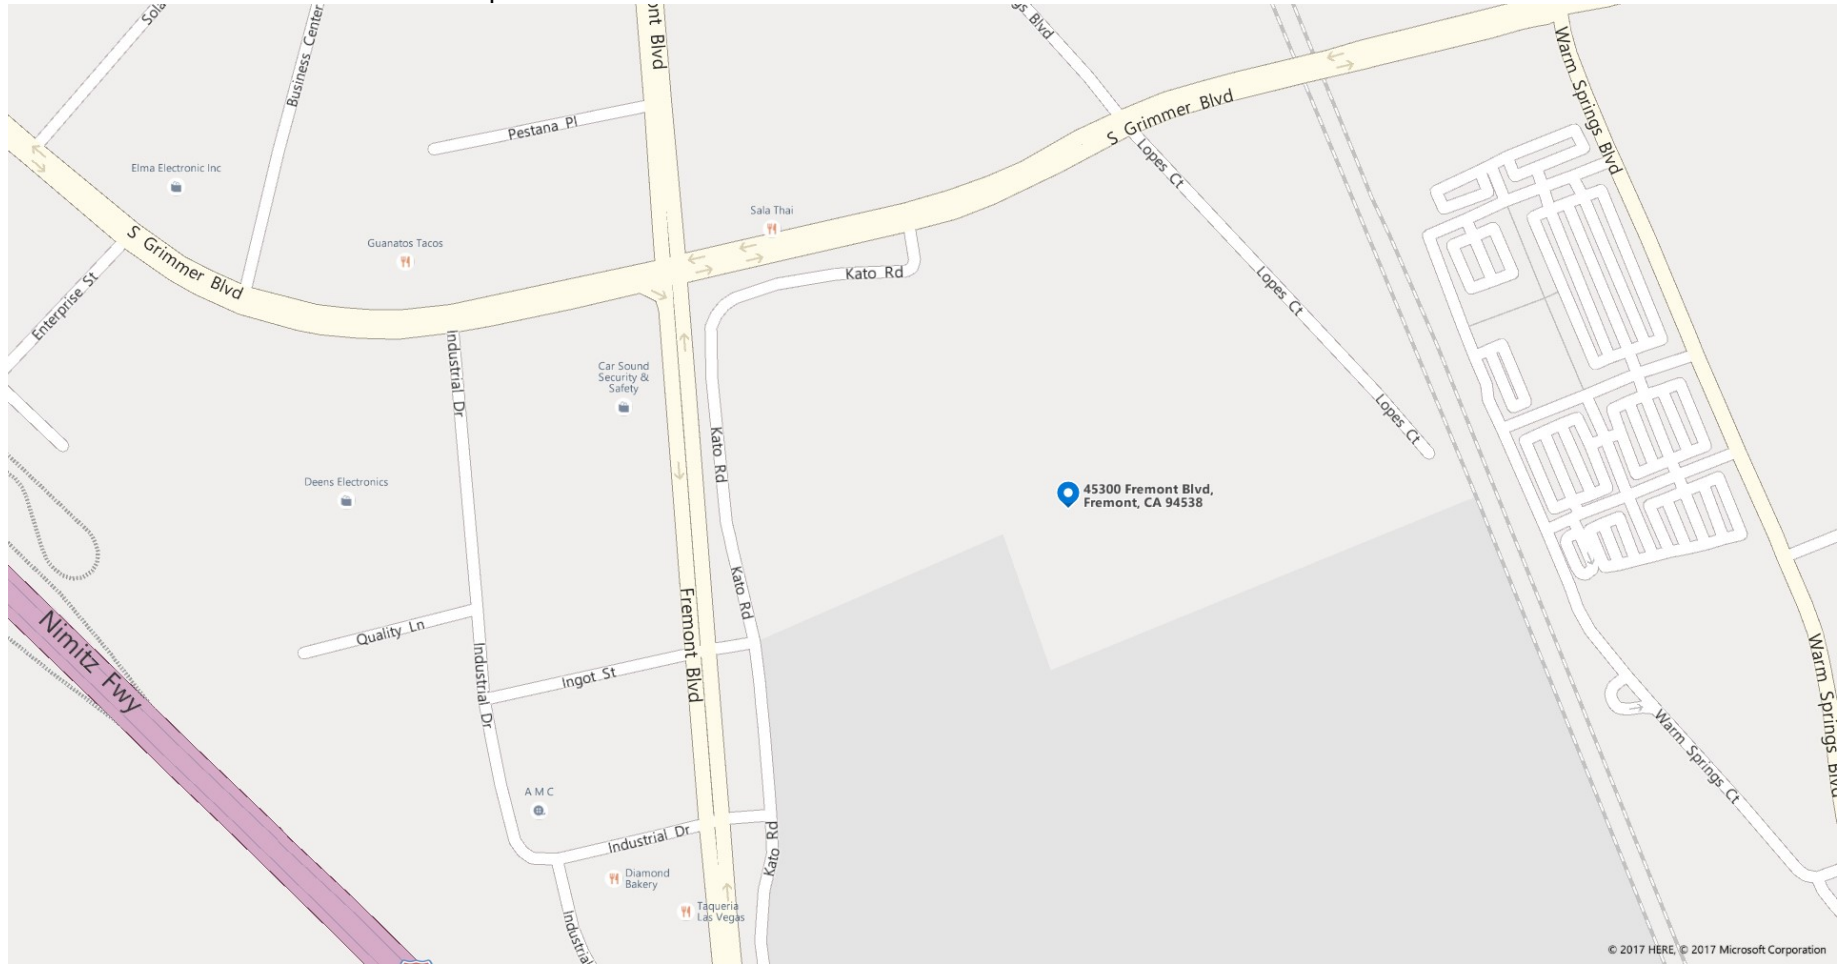 Sola
Business Center
ont Blvd
gs Blvd
Warm Springs Blvd
S Grimmer Blvd
Pestana Pl
Lopes Ct
Elma Electronic Inc
Sala Thai
Guanatos Tacos
S Grimmer Blvd
Kato Rd
Lopes Ct
Enterprise St
Industrial Dr
Car Sound
Security &
Safety
Lopes Ct
Kato Rd
Deens Electronics
45300 Fremont Blvd,
Fremont, CA 94538
Kato Rd
Fremont Blvd
Nimitz Fwy
Quality Ln
Industrial Dr
Ingot St
Warm Springs Blvd
Warm Springs Ct
A M C
Industrial Dr
Kato Rd
Diamond
Bakery
Taqueria
Las Vegas
Industrial
© 2017 HERE, © 2017 Microsoft Corporation